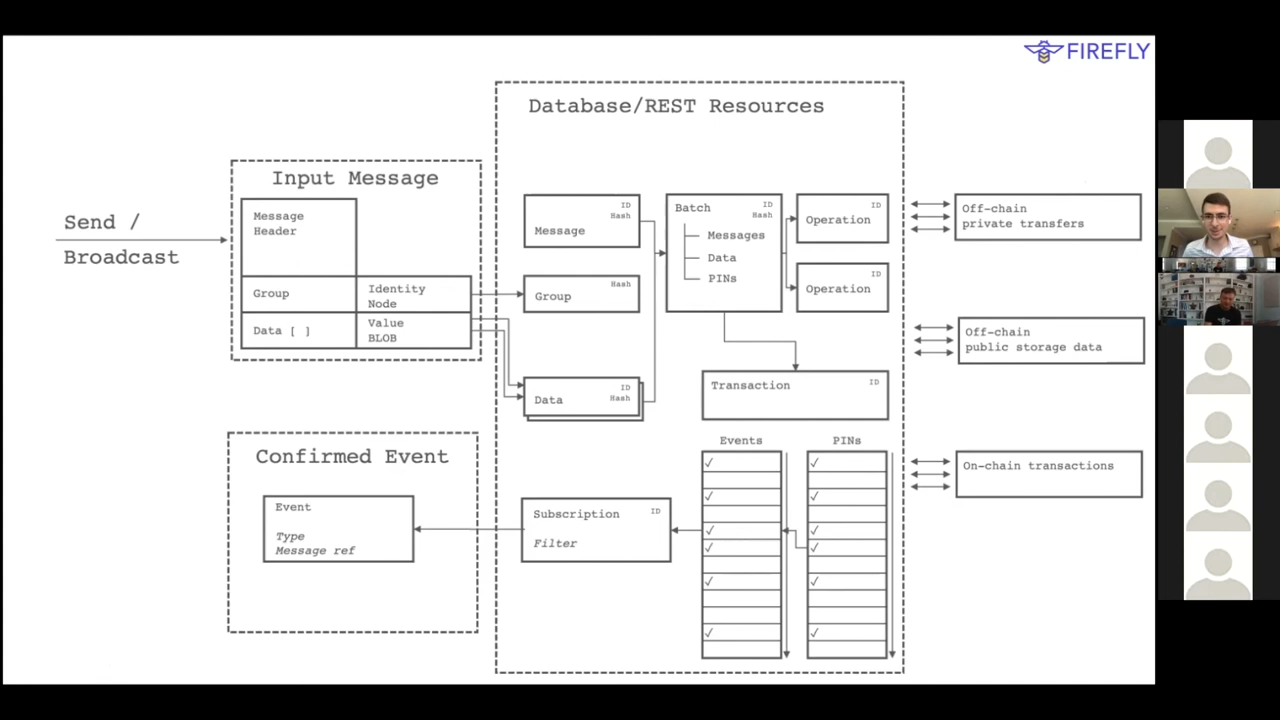 FIREFLY
Database/REST Resources
Input Message
Send /
Broadcast
Message
Header
Group
Identity
Node
Data [ ]
Value
BLOB
ID
Hash
Message
Hash
Group
ID
Hash
Data
Batch
ID
Hash
Messages
Data
PINs
ID
Operation
ID
Operation
Transaction
ID
Off-chain
private transfers
Off-chain
public storage data
On-chain transactions
Events
PINs
Confirmed Event
Event
Type
Message ref
Subscription
ID
Filter